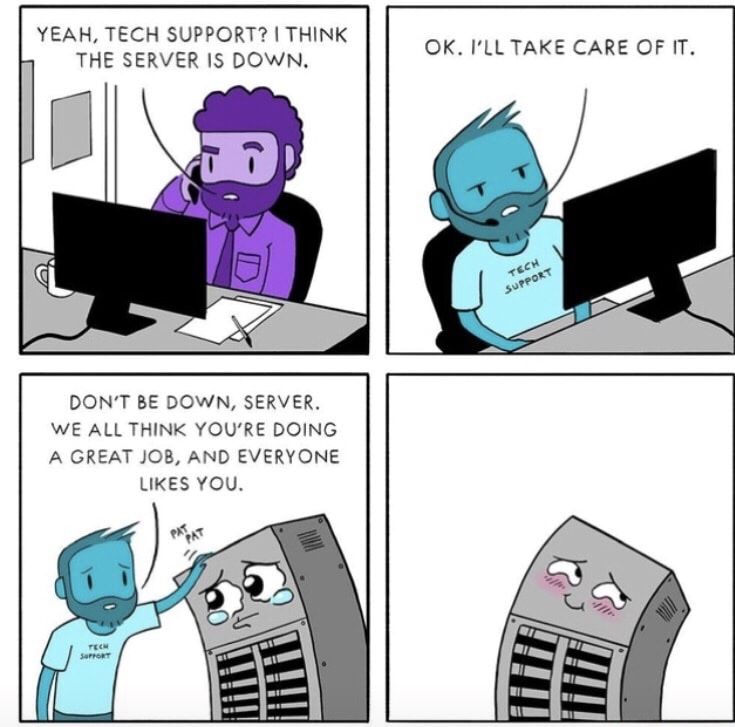 YEAH, TECH SUPPORT? I THINK
THE SERVER IS DOWN.
OK. I'LL TAKE CARE OF IT.
TECH
SUPPORT
DON'T BE DOWN, SERVER.
WE ALL THINK YOU'RE DOING
A GREAT JOB, AND EVERYONE
LIKES YOU.
PAT
PAT
TECH
SUPPORT